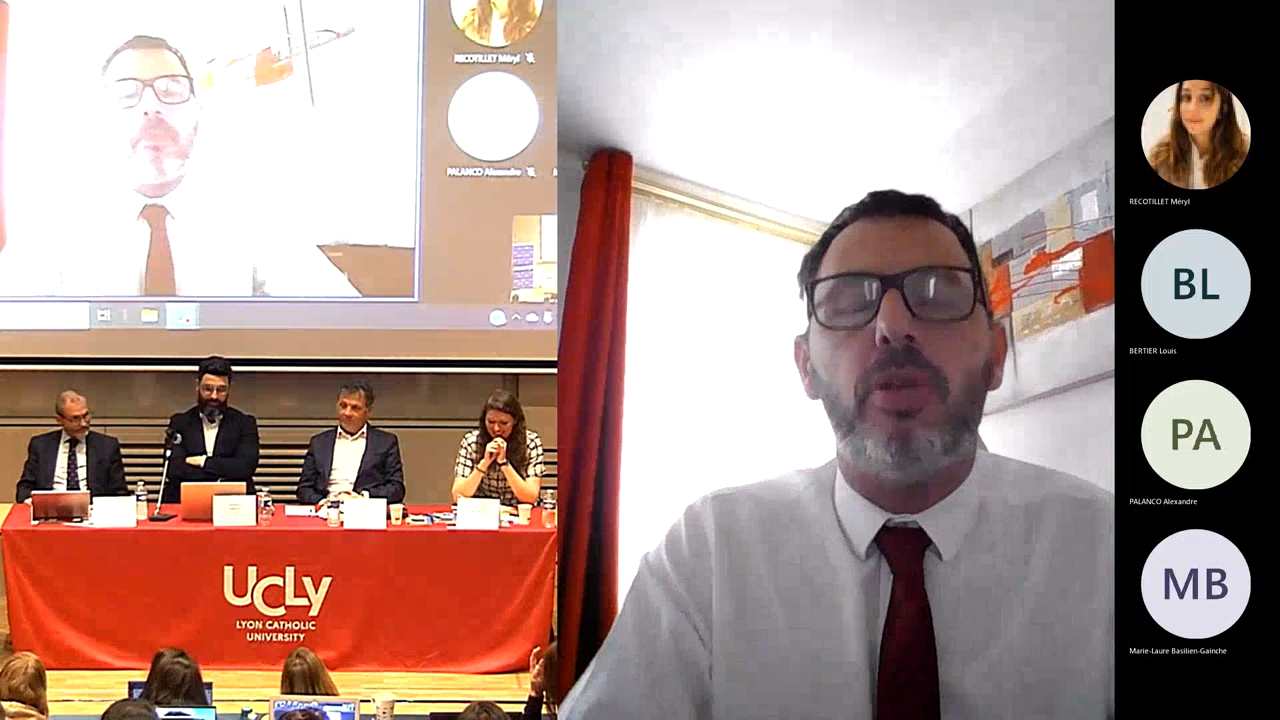 RECOTILLET Méryl
PALANCO Alexandre
UCLy
LYON CATHOLIC
UNIVERSITY
RECOTILLET Méryl
BL
BERTIER Louis
PA
PALANCO Alexandre
MB
Marie-Laure Basilien-Gainche